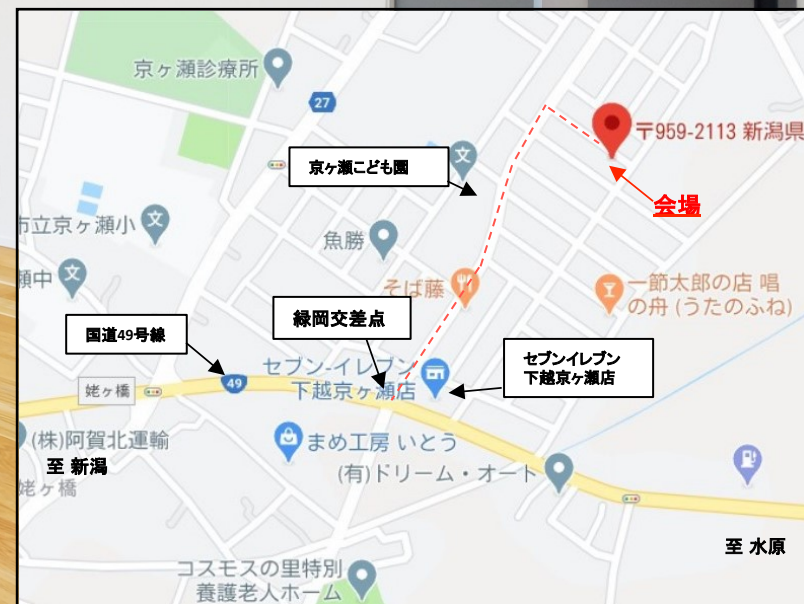 京ヶ瀬診療所
27
〒959-2113 新潟県
京ヶ瀬こども園
会場
市立京ヶ瀬小
魚勝
瀬中
そば藤
一節太郎の店 唱
の舟 (うたのふね)
緑岡交差点
国道49号線
セブンイレブン
下越京ヶ瀬店
セブン-イレブン
下越京ヶ瀬店
49
姥ヶ橋
(株)阿賀北運輸
まめ工房 いとう
至 新潟
(有)ドリーム・オート
姥ヶ橋
至 水原
コスモスの里特別
養護老人ホーム